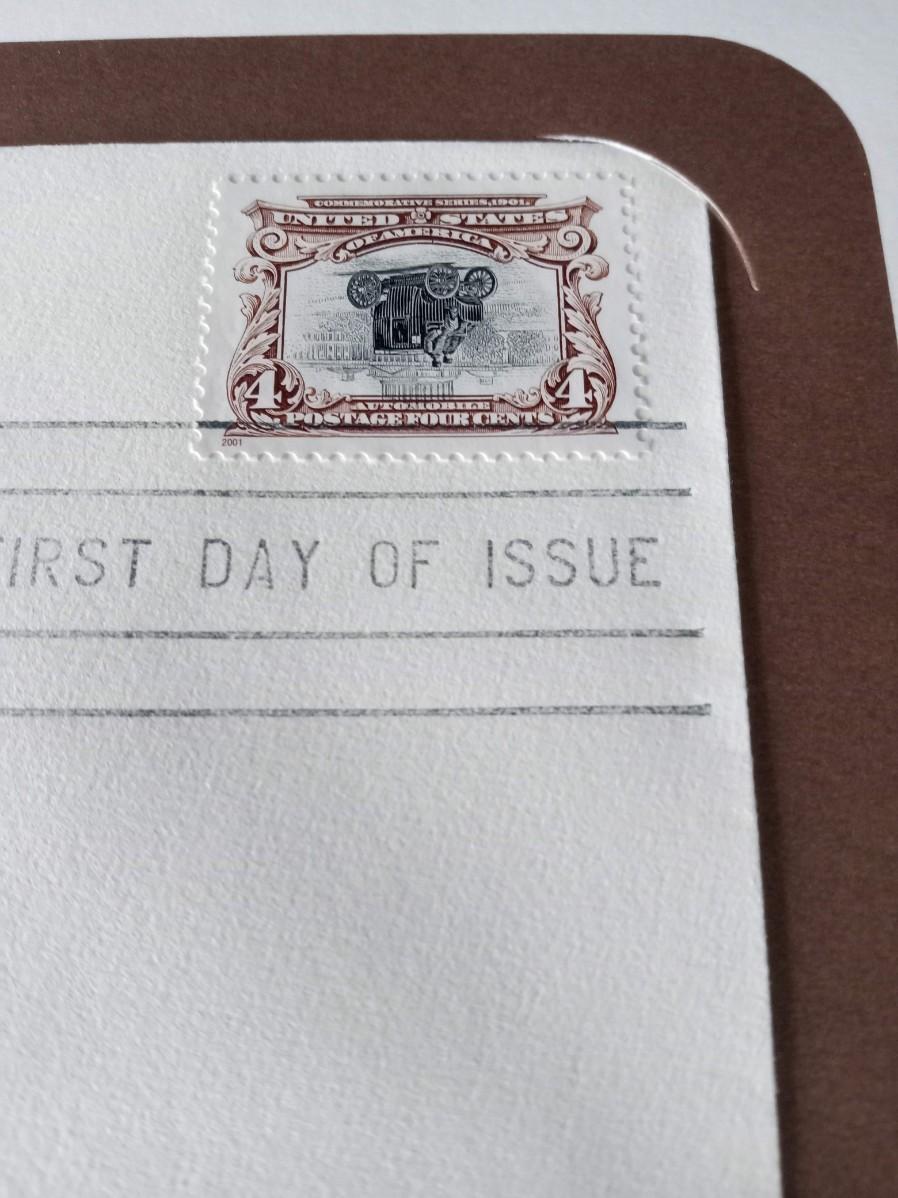 COMMEMORATIVE SERIES, 1901.
UNITED STATES
OF AMERICA
4 4
AUTOMOBILE
POSTAGE FOUR CENTS
2001
FIRST DAY OF ISSUE